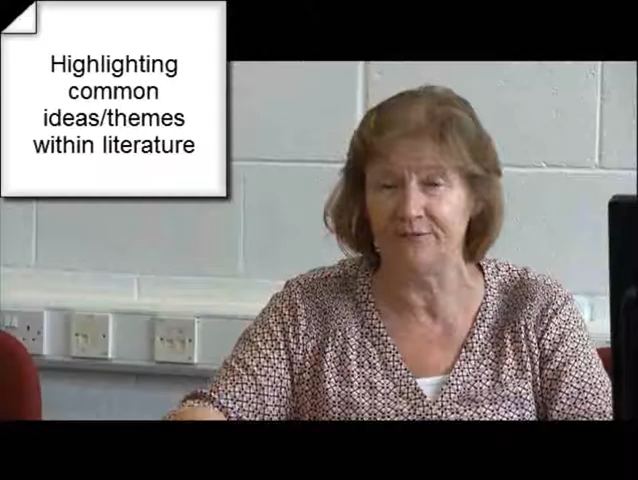 Highlighting
common
ideas/themes
within literature